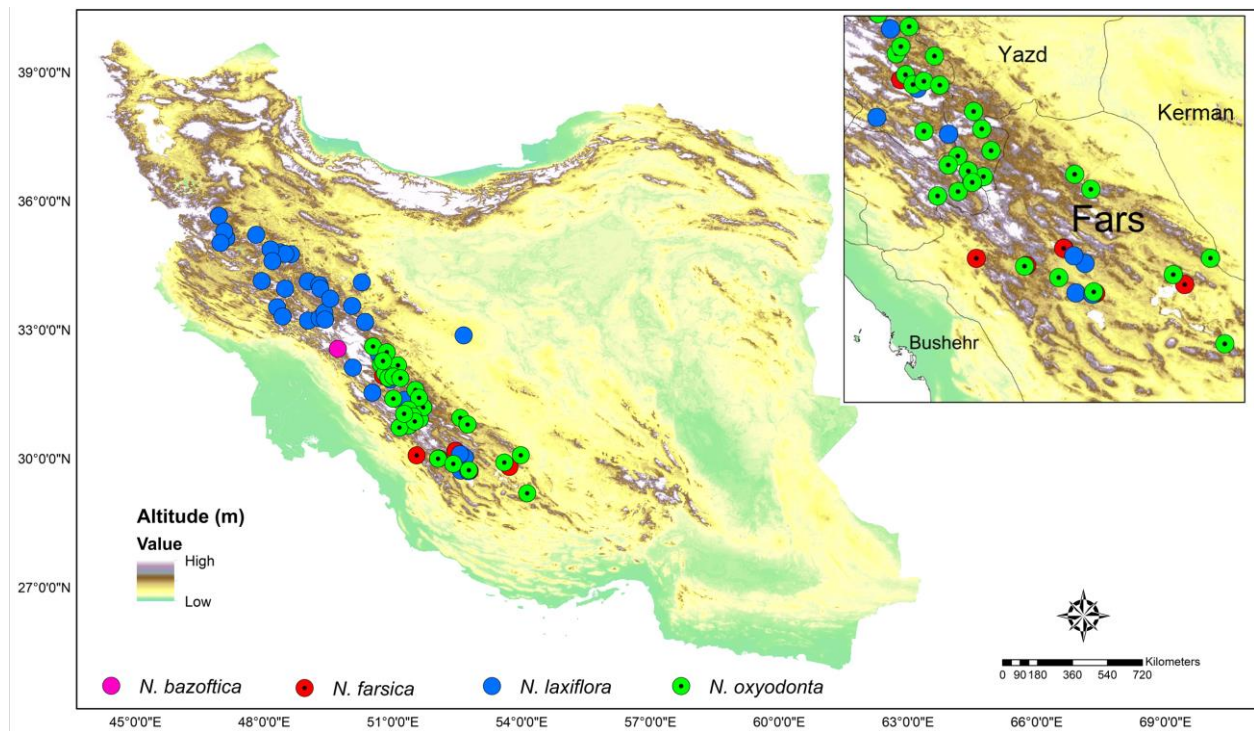 39°0'0"N
36°0'0"N
33°0'0"N
30°0'0"N
27°0'0"N
Yazd
Kerman
Fars
Bushehr
Altitude (m)
Value
High
Low
Kilometers
0 90 180 360 540 720
N. bazoftica
N. farsica
N. laxiflora
N. oxyodonta
45°0'0"E
48°0'0"E
51°0'0"E
54°0'0"E
57°0'0"E
60°0'0"E
63°0'0"E
66°0'0"E
69°0'0"E